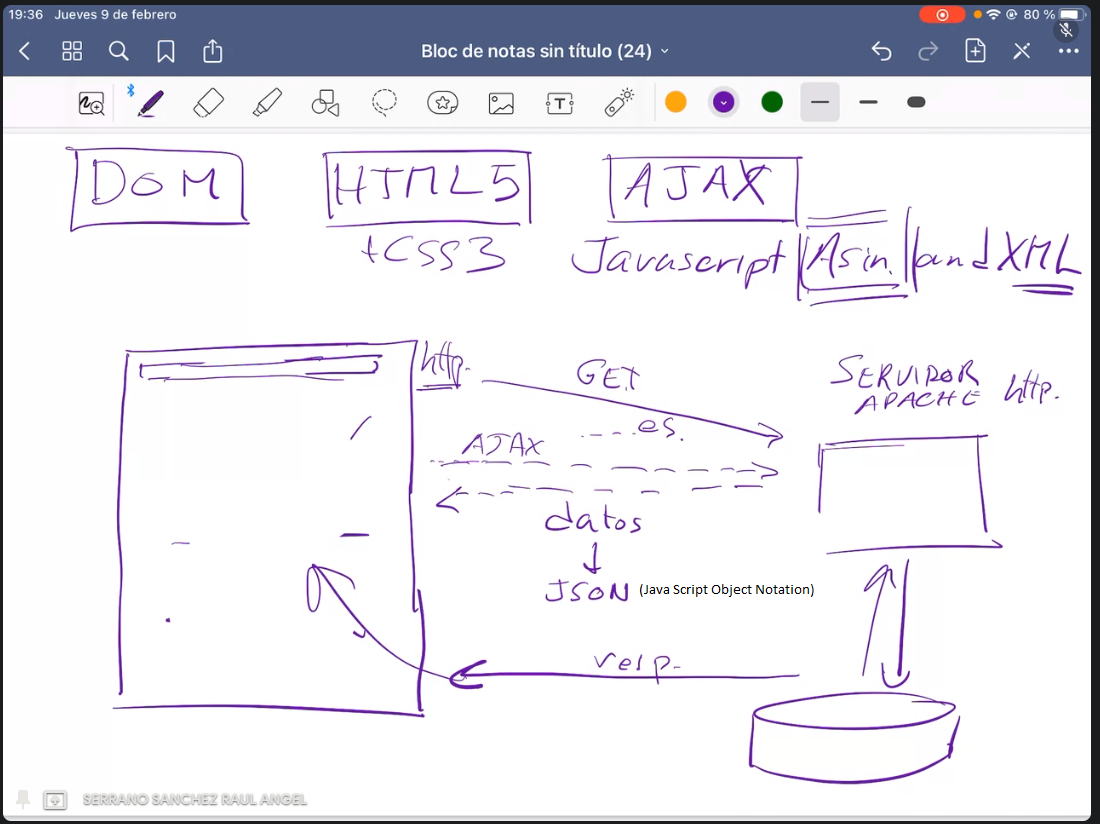 19:36 Jueves 9 de febrero
80 %
Bloc de notas sin título (24)
T
DOM
HTML5
AJAX
+CSS3
Javascript Asin. and XML
http.
GET
SERVIDOR
APACHE http.
....es.
AJAX
datos
JSON (Java Script Object Notation)
resp.
SERRANO SANCHEZ RAUL ANGEL